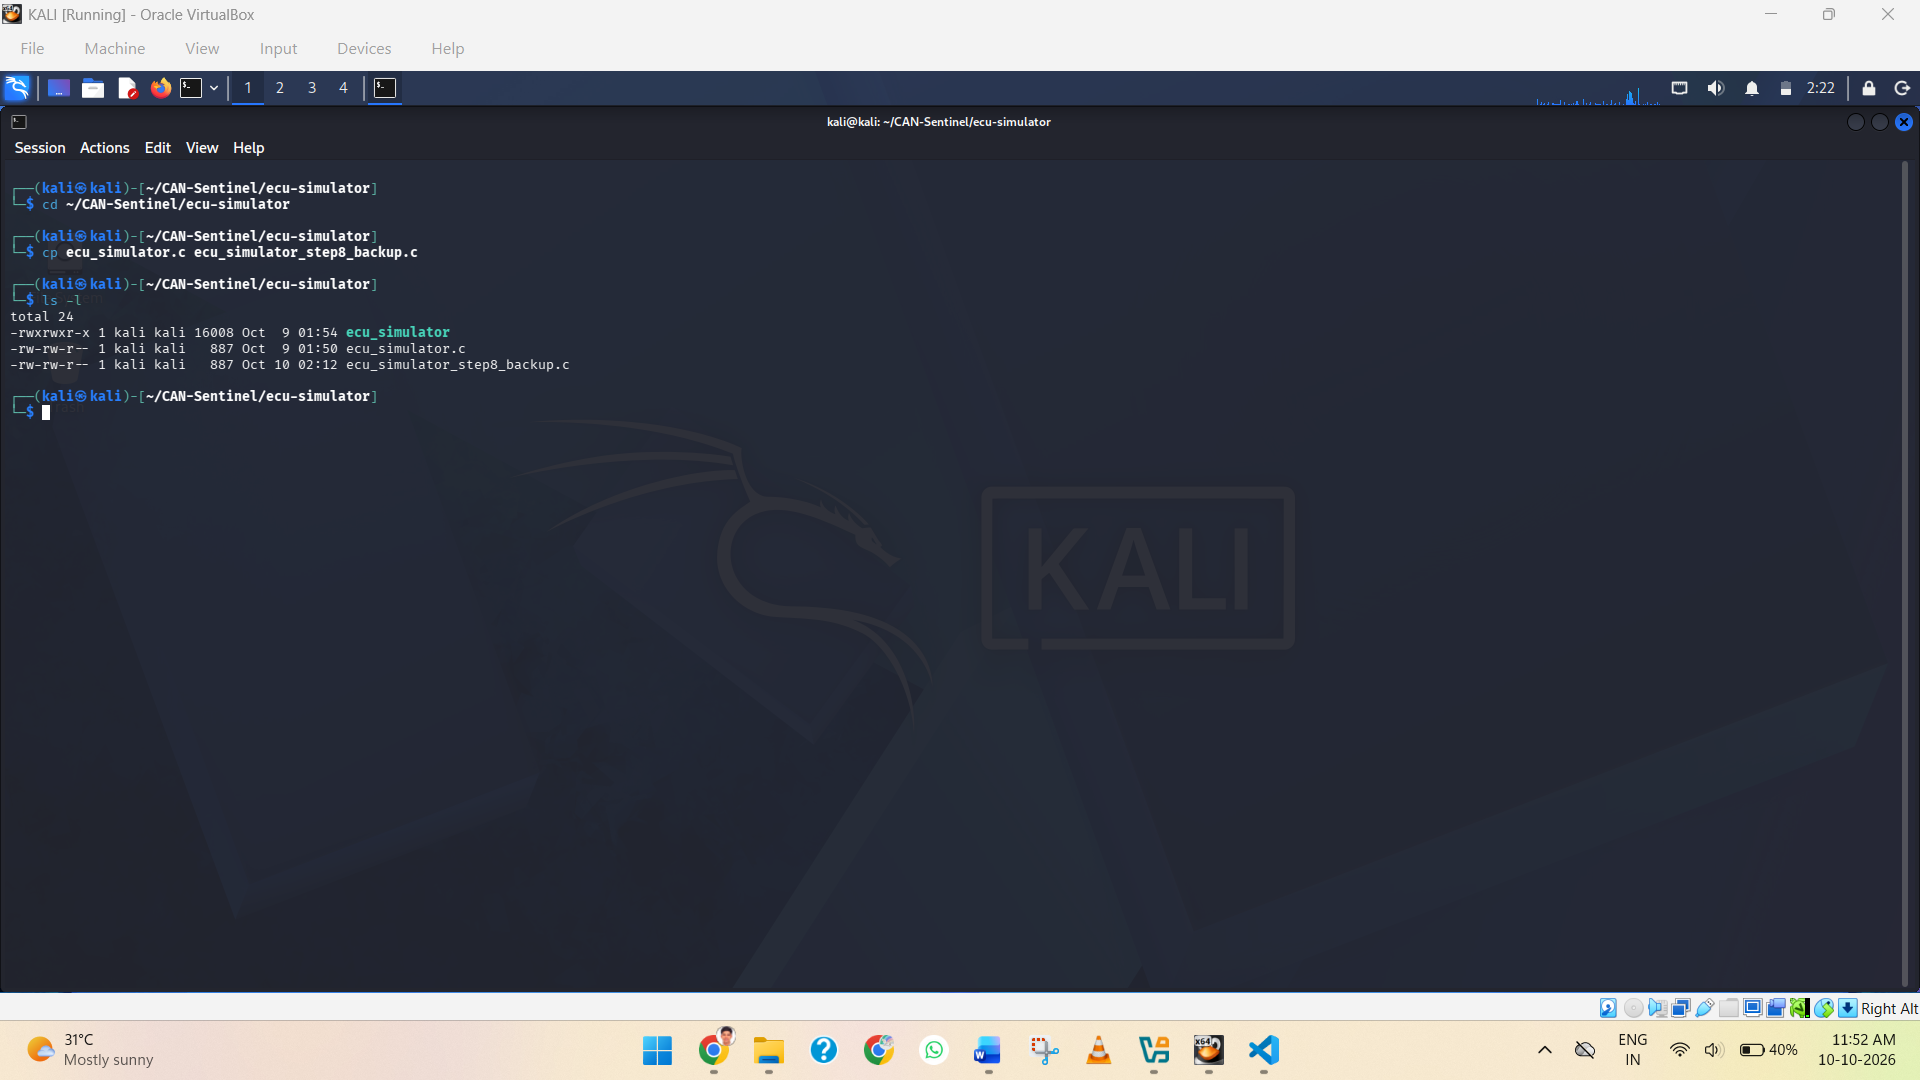 KALI [Running] - Oracle VirtualBox
File Machine View Input Devices Help
1 2 3 4 2:22
kali@kali: ~/CAN-Sentinel/ecu-simulator
Session Actions Edit View Help
┌──(kali㉿kali)-[~/CAN-Sentinel/ecu-simulator]
└─$ cd ~/CAN-Sentinel/ecu-simulator
┌──(kali㉿kali)-[~/CAN-Sentinel/ecu-simulator]
└─$ cp ecu_simulator.c ecu_simulator_step8_backup.c
┌──(kali㉿kali)-[~/CAN-Sentinel/ecu-simulator]
└─$ ls -l
total 24
-rwxrwxr-x 1 kali kali 16008 Oct  9 01:54 ecu_simulator
-rw-rw-r-- 1 kali kali   887 Oct  9 01:50 ecu_simulator.c
-rw-rw-r-- 1 kali kali   887 Oct 10 02:12 ecu_simulator_step8_backup.c
┌──(kali㉿kali)-[~/CAN-Sentinel/ecu-simulator]
└─$
KALI
Right Alt
31°C
Mostly sunny
ENG
IN
40%
11:52 AM
10-10-2026